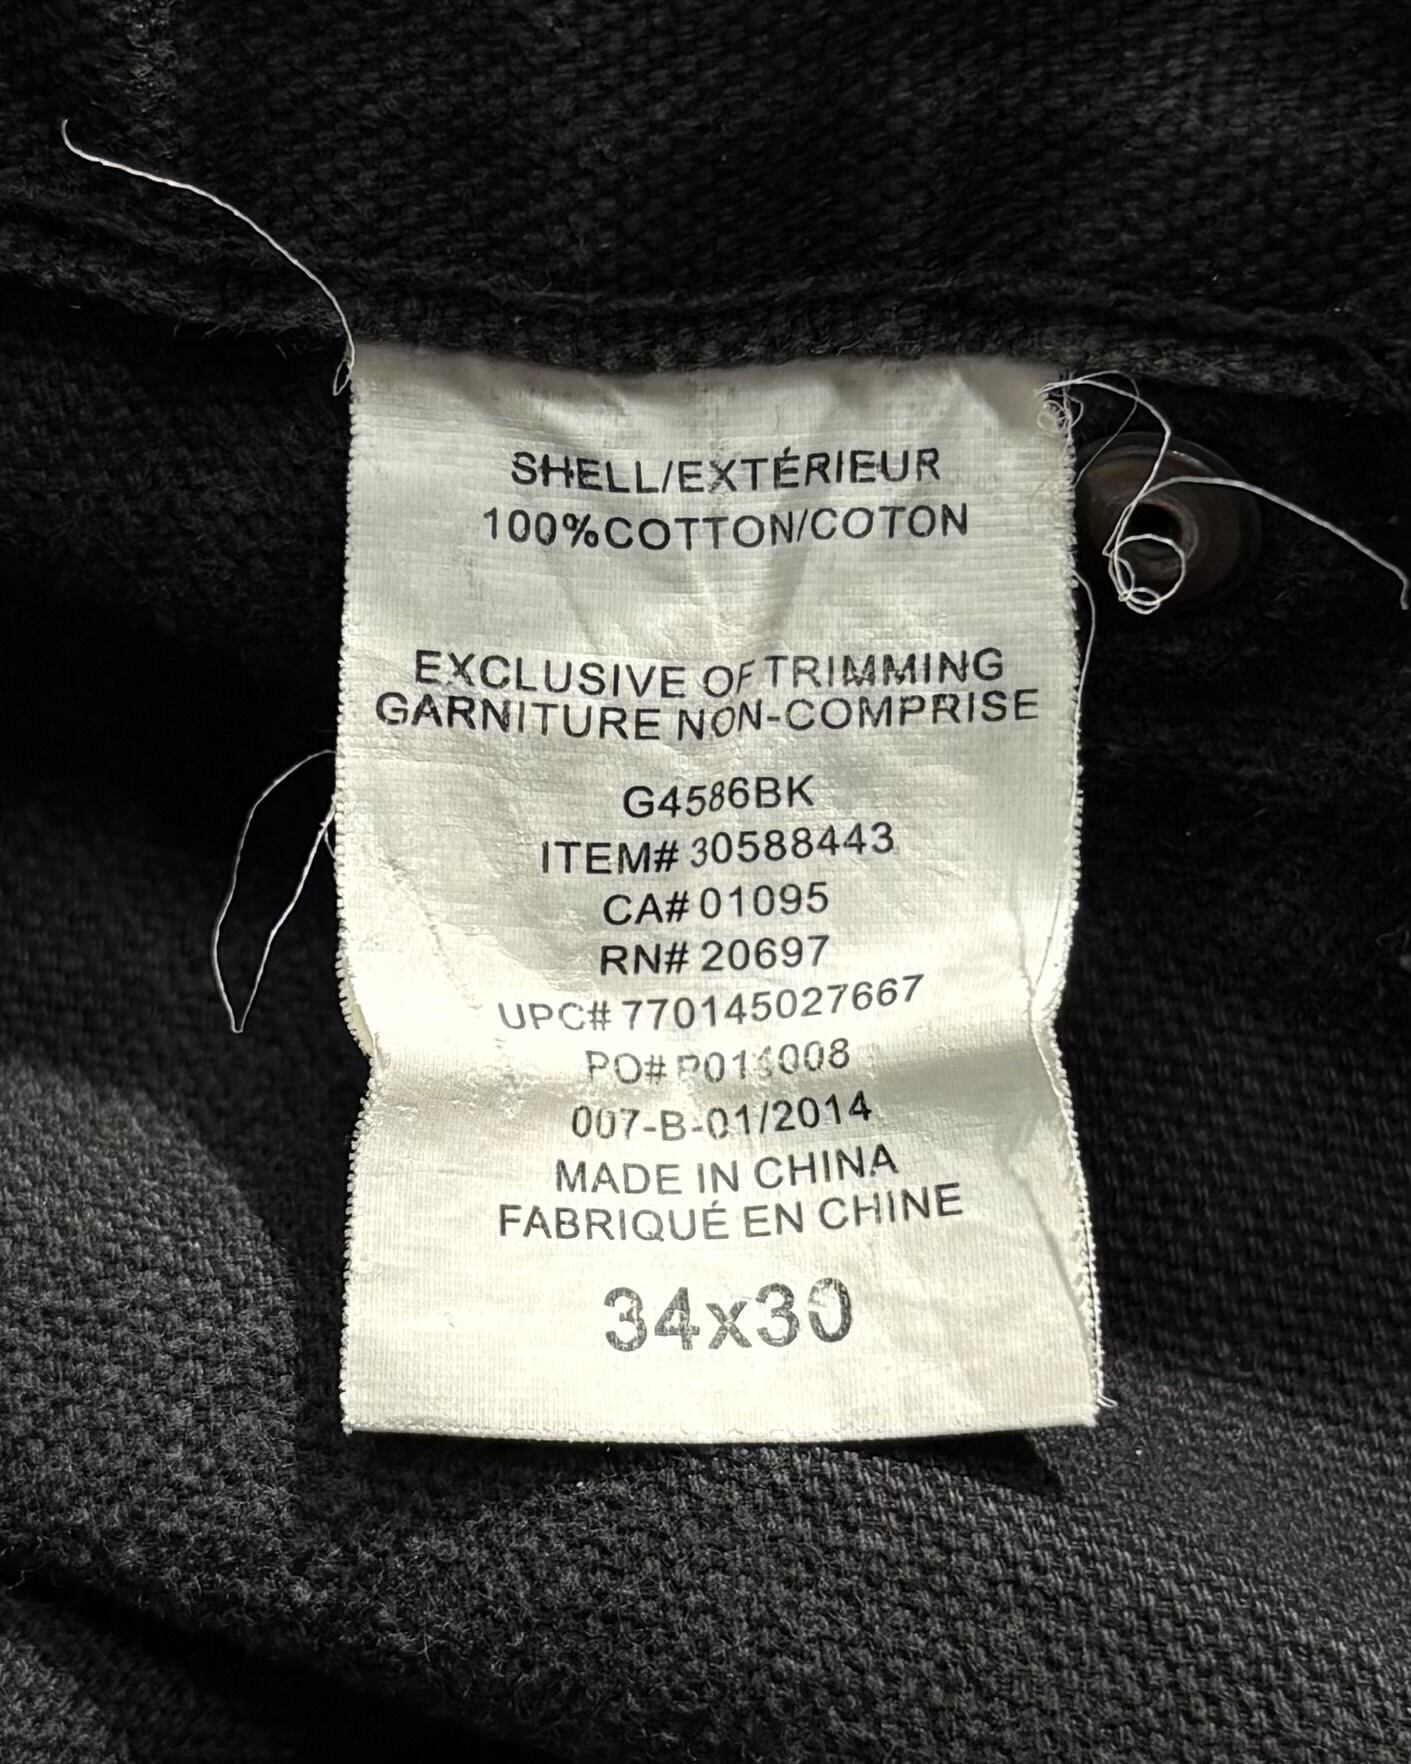 SHELL/EXTÉRIEUR
100%COTTON/COTON
EXCLUSIVE OF TRIMMING
GARNITURE NON-COMPRISE
G4586BK
ITEM# 30588443
CA# 01095
RN# 20697
UPC# 770145027667
PO#
007-B-01/2014
MADE IN CHINA
FABRIQUÉ EN CHINE
34x30